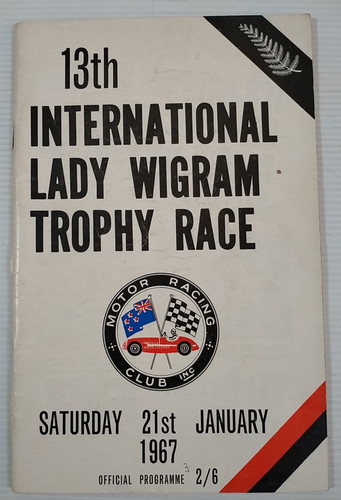 13th
INTERNATIONAL
LADY WIGRAM
TROPHY RACE
MOTOR RACING
CLUB INC
SATURDAY 21st JANUARY
1967
OFFICIAL PROGRAMME 2/6